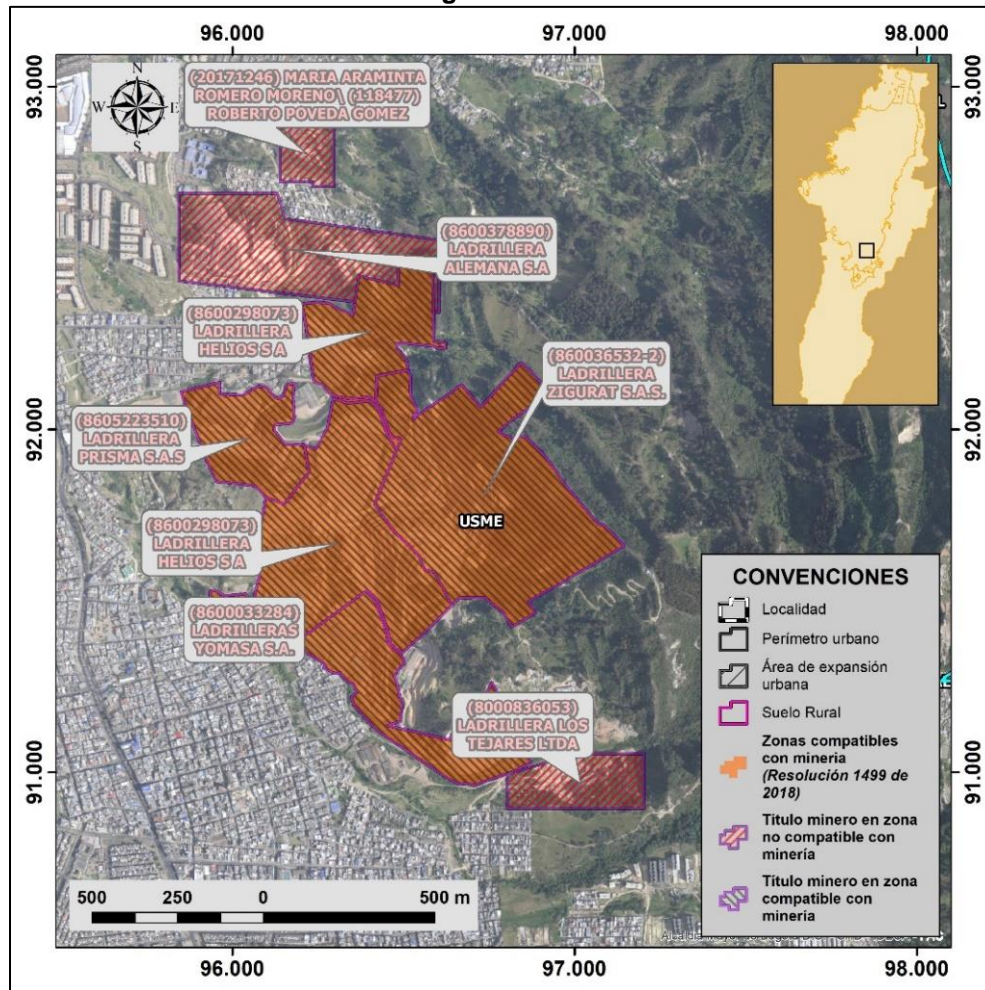 96.000
97.000
98.000
93.000
92.000
91.000
N
W
E
S
(20171246) MARIA ARAMINTA
ROMERO MORENO\ (118477)
ROBERTO POVEDA GOMEZ
(8600378890)
LADRILLERA
ALEMANA S.A
(8600298073)
LADRILLERA
HELIOS S A
(860036532-2)
LADRILLERA
ZIGURAT S.A.S.
(8605223510)
LADRILLERA
PRISMA S.A.S
USME
(8600298073)
LADRILLERA
HELIOS S A
(8600033284)
LADRILLERAS
YOMASA S.A.
(8000836053)
LADRILLERA LOS
TEJARES LTDA
93.000
92.000
91.000
CONVENCIONES
Localidad
Perímetro urbano
Área de expansión
urbana
Suelo Rural
Zonas compatibles
con minería
(Resolución 1499 de
2018)
Titulo minero en zona
no compatible con
minería
Titulo minero en zona
compatible con
minería
500
250
0
500 m
96.000
97.000
98.000